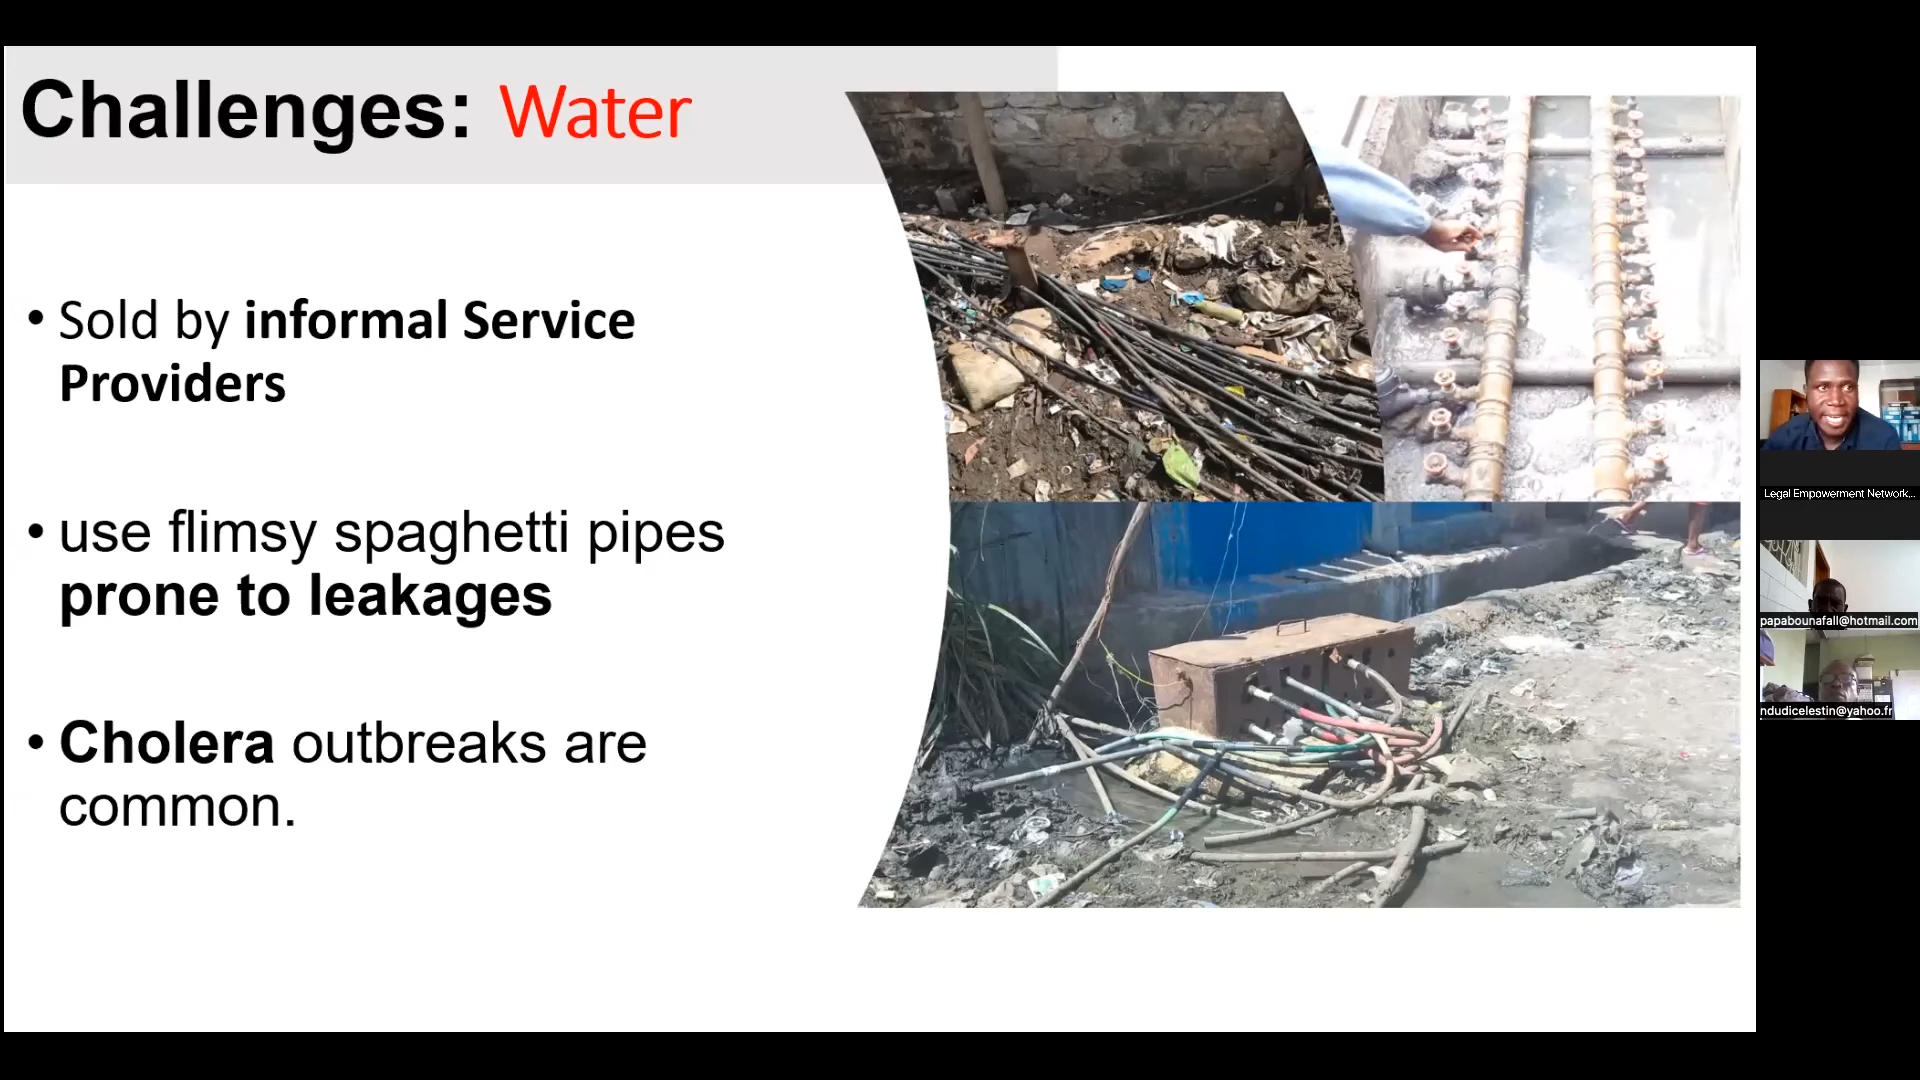 Challenges: Water
• Sold by informal Service
Providers
• use flimsy spaghetti pipes
prone to leakages
• Cholera outbreaks are
common.
Legal Empowerment Network...
papabounafall@hotmail.com
ndudicelestin@yahoo.fr